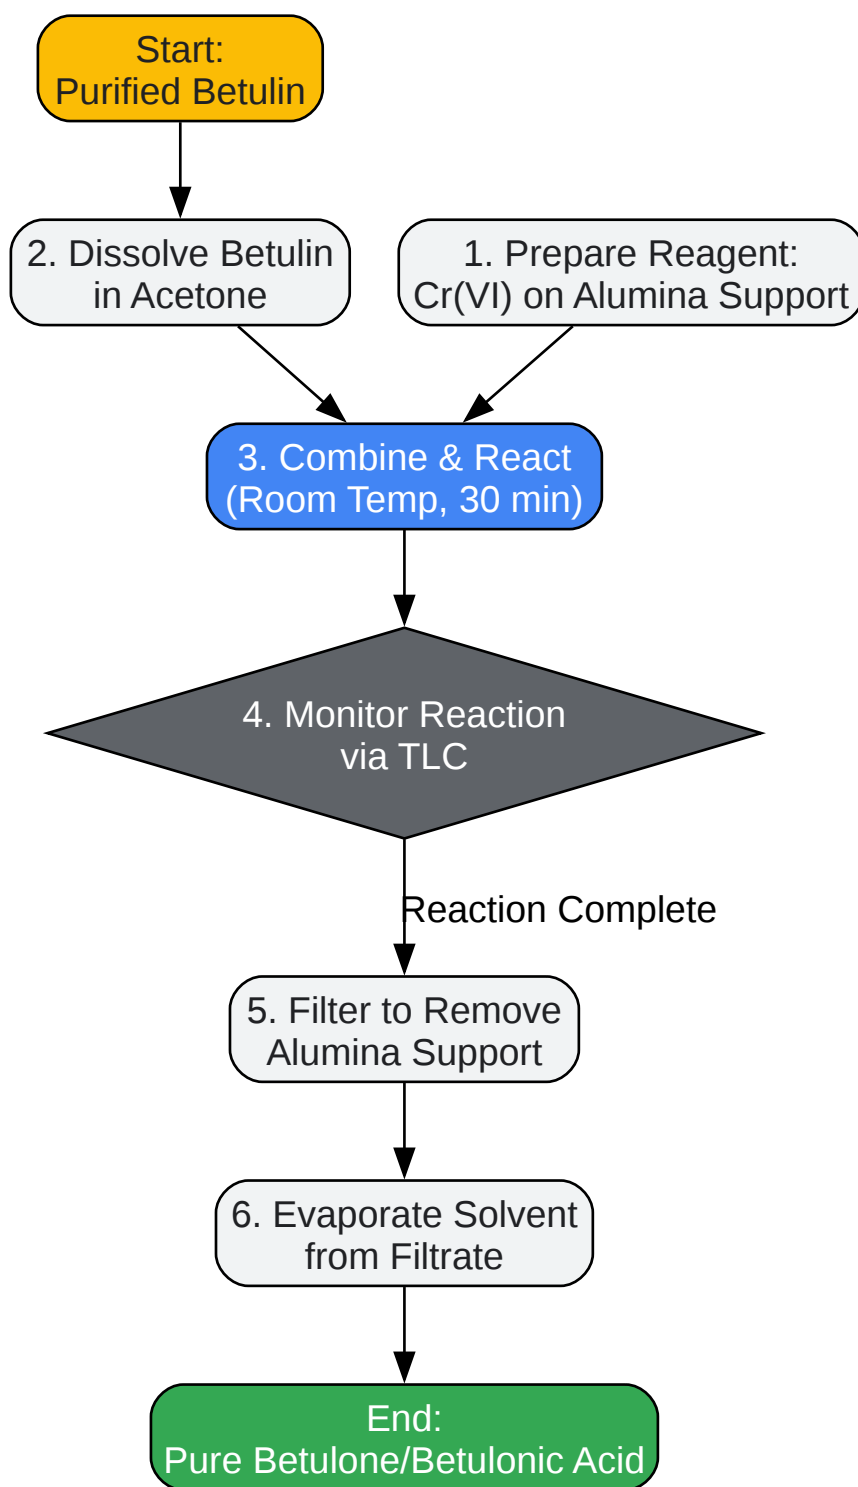 Start:
Purified Betulin
2. Dissolve Betulin
in Acetone
1. Prepare Reagent:
Cr(VI) on Alumina Support
3. Combine & React
(Room Temp, 30 min)
4. Monitor Reaction
via TLC
Reaction Complete
5. Filter to Remove
Alumina Support
6. Evaporate Solvent
from Filtrate
End:
Pure Betulone/Betulonic Acid